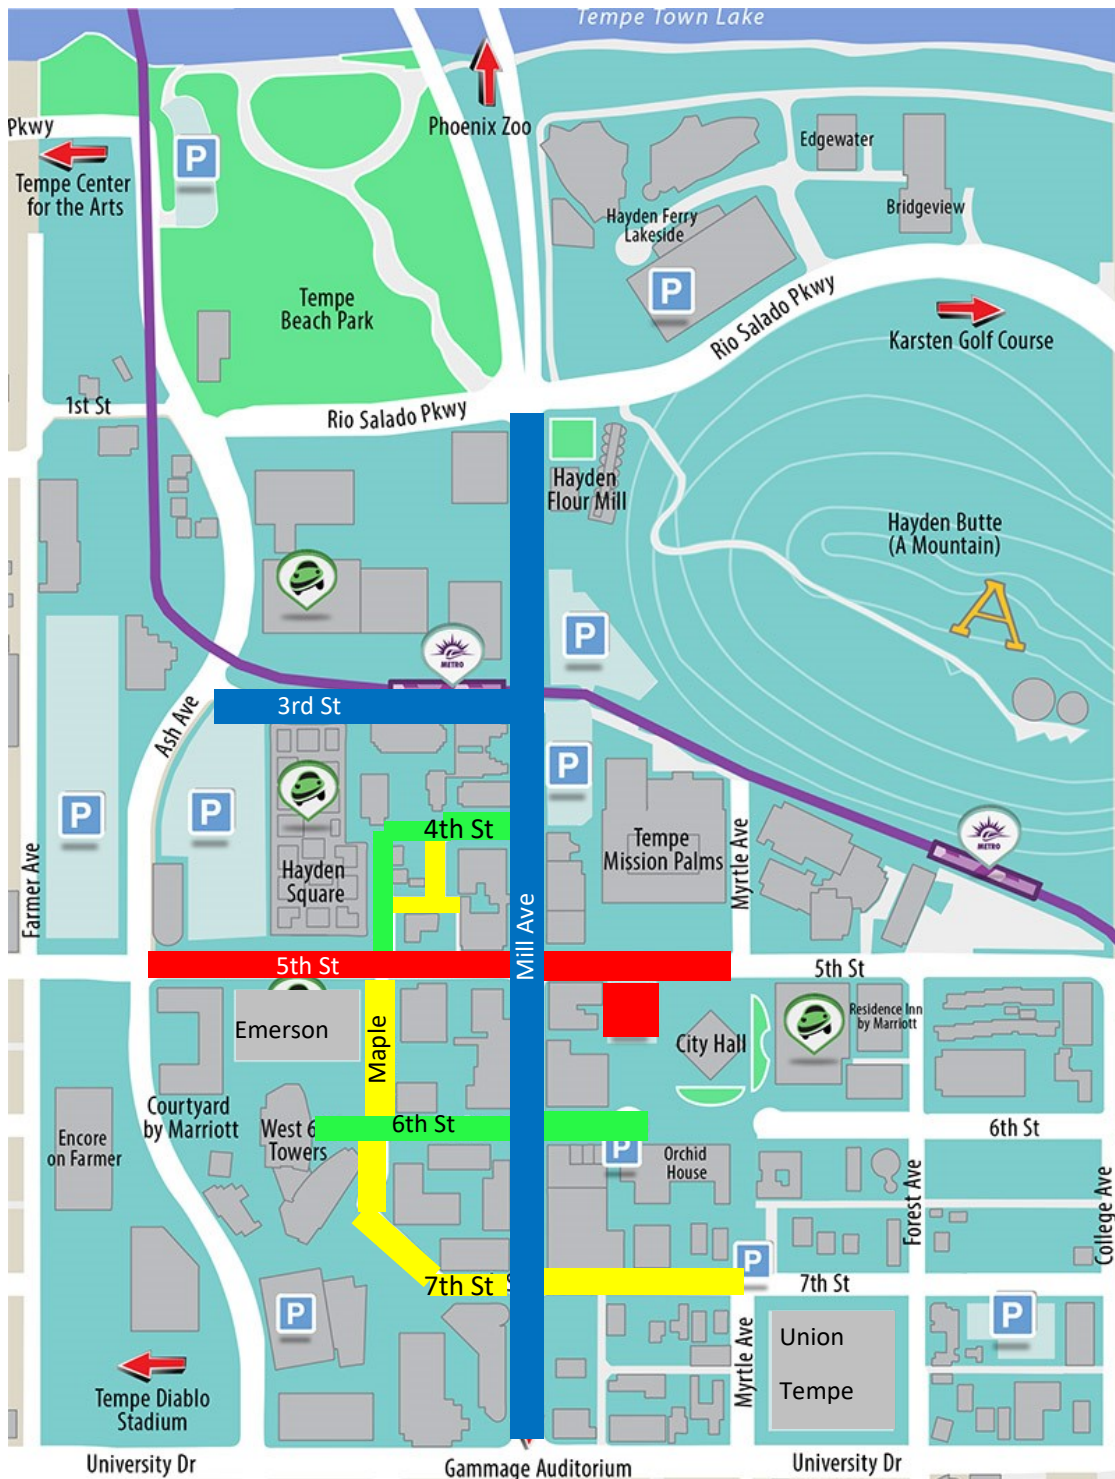 Tempe Town Lake
Phoenix Zoo
Pkwy
P
Tempe Center
for the Arts
Edgewater
Bridgeview
Hayden Ferry
Lakeside
P
Tempe
Beach Park
Rio Salado Pkwy
Karsten Golf Course
1st St
Rio Salado Pkwy
Hayden
Flour Mill
Hayden Butte
(A Mountain)
A
P
METRO
3rd St
Ash Ave
P
P
P
4th St
METRO
Tempe
Mission Palms
Hayden
Square
Farmer Ave
Mill Ave
Myrtle Ave
5th St
5th St
Emerson
Maple
City Hall
Residence Inn
by Marriott
Courtyard
by Marriott
West 6
Towers
6th St
6th St
Encore
on Farmer
P
Orchid
House
Forest Ave
College Ave
P
7th St
7th St
P
P
Union
Tempe
Myrtle Ave
Tempe Diablo
Stadium
University Dr
Gammage Auditorium
University Dr